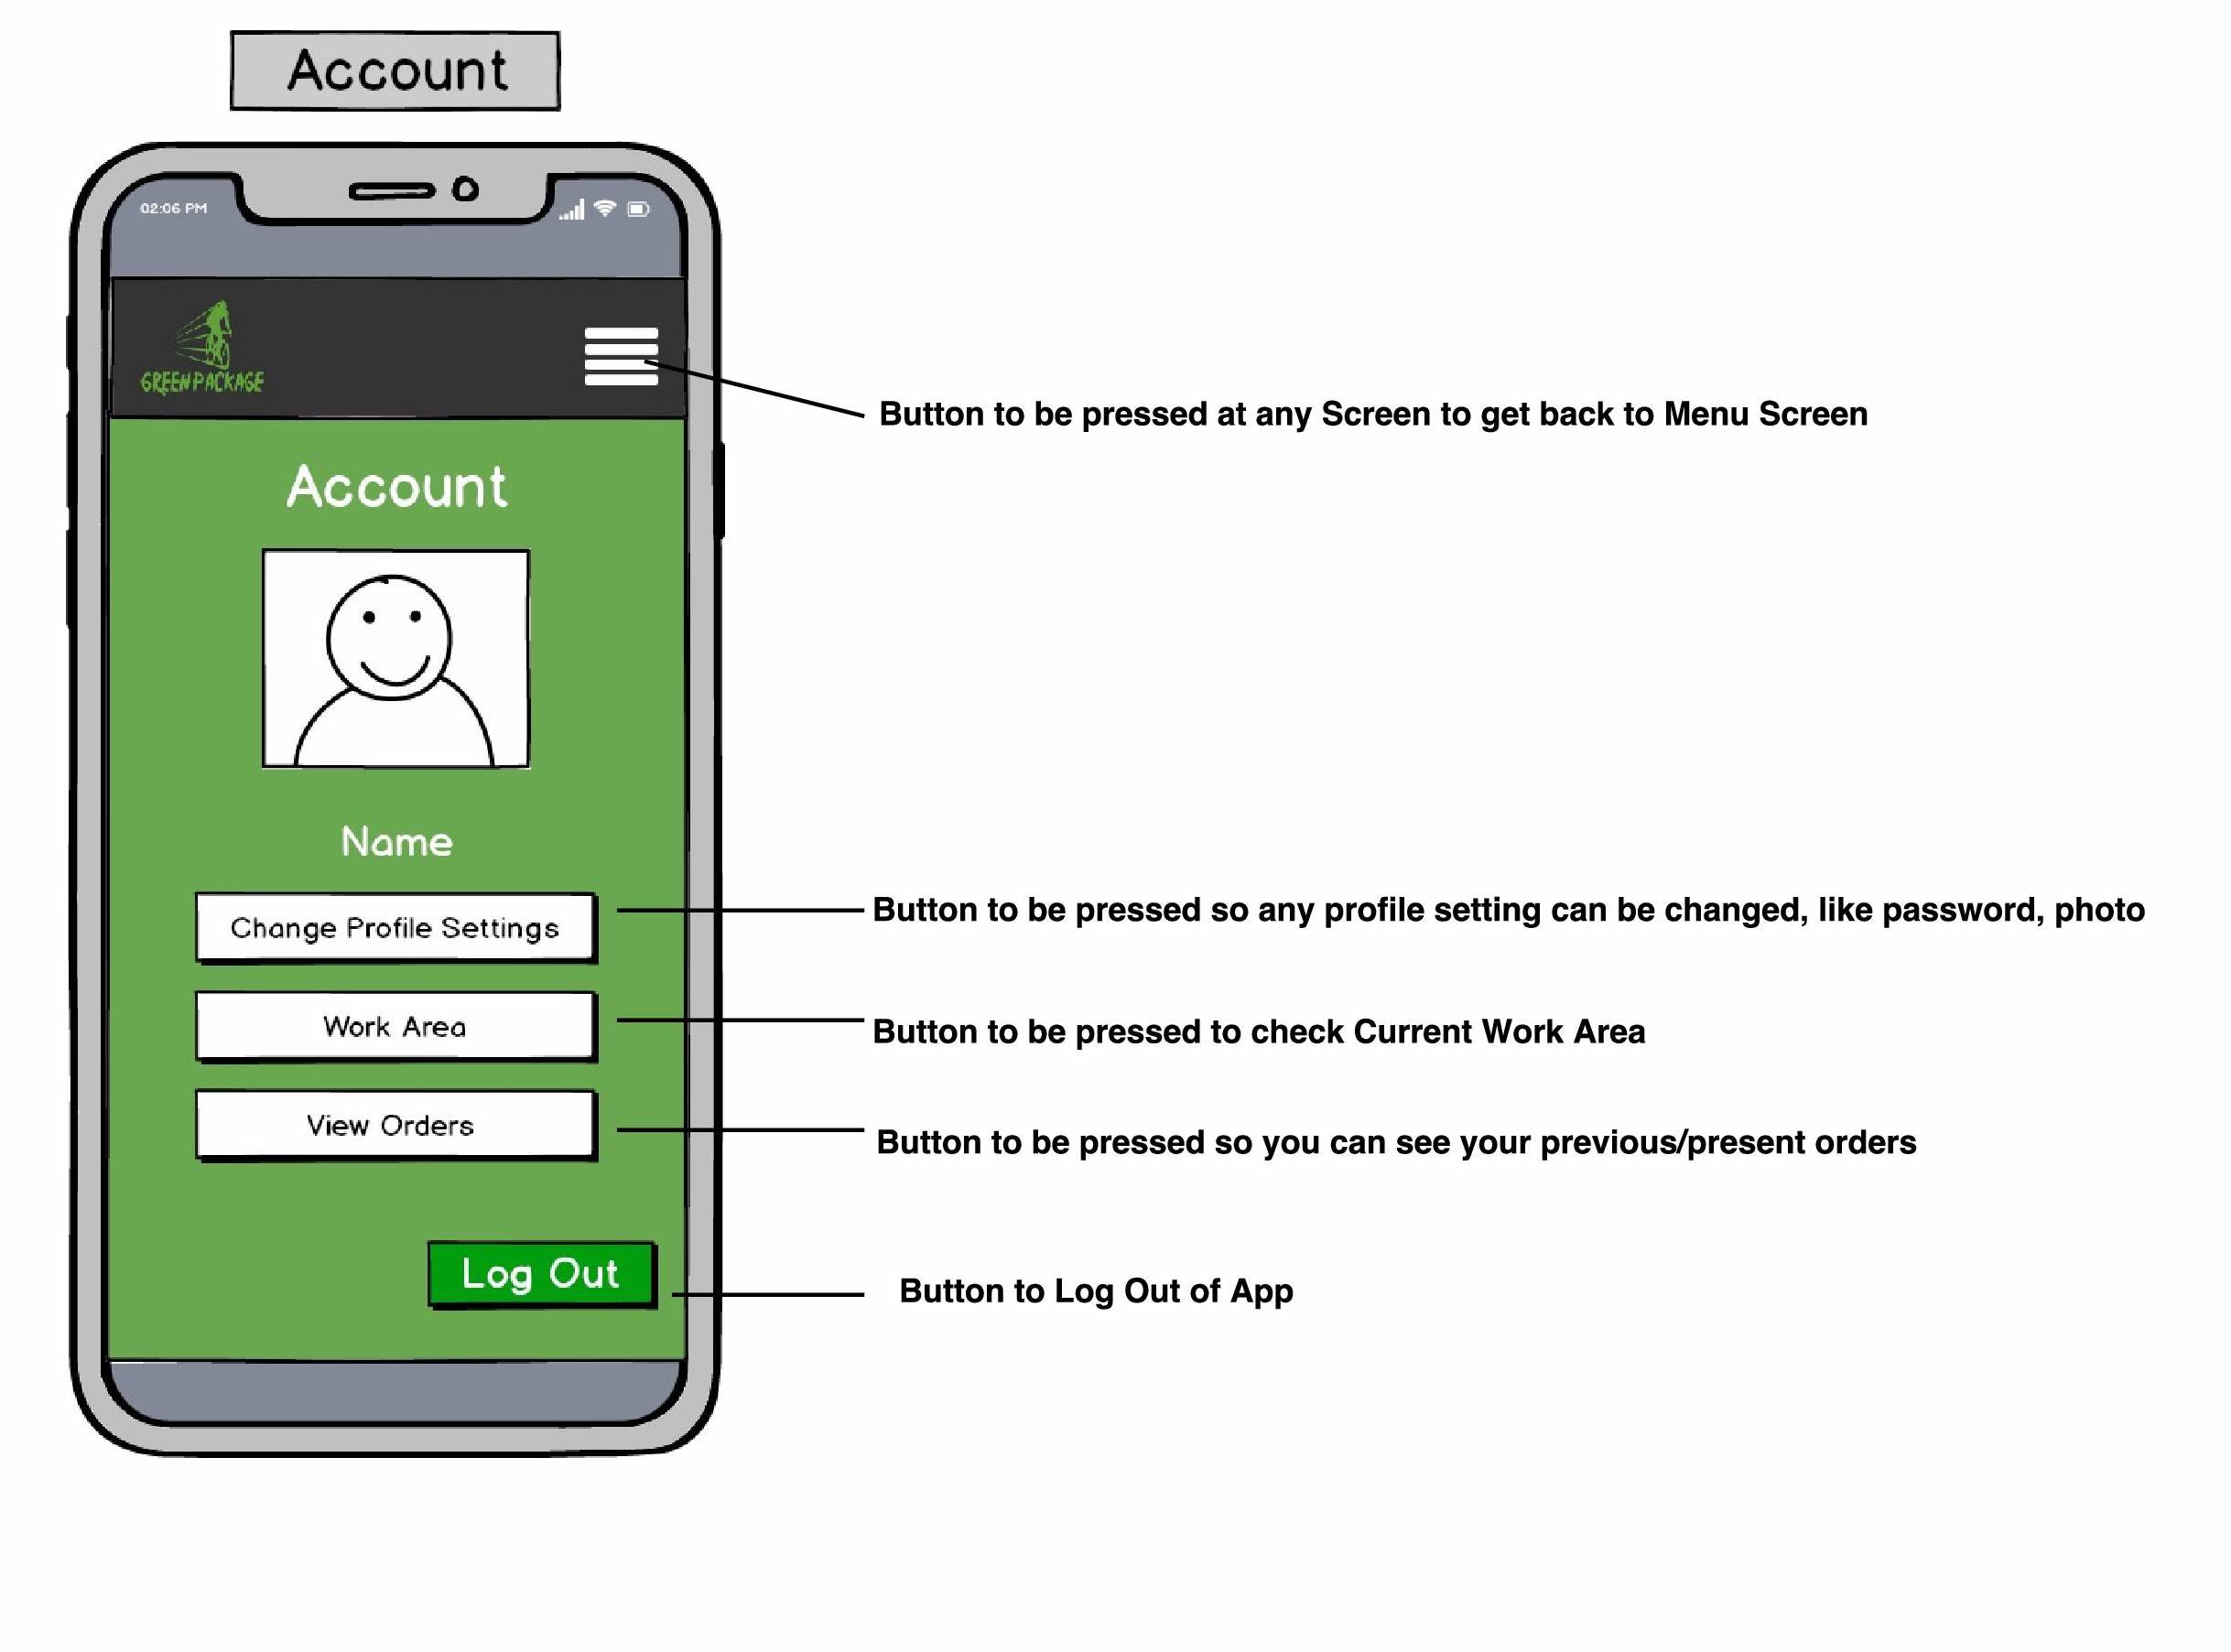 Account
02:06 PM
GREENPACKAGE
Button to be pressed at any Screen to get back to Menu Screen
Account
Name
Change Profile Settings
Button to be pressed so any profile setting can be changed, like password, photo
Work Area
Button to be pressed to check Current Work Area
View Orders
Button to be pressed so you can see your previous/present orders
Log Out
Button to Log Out of App